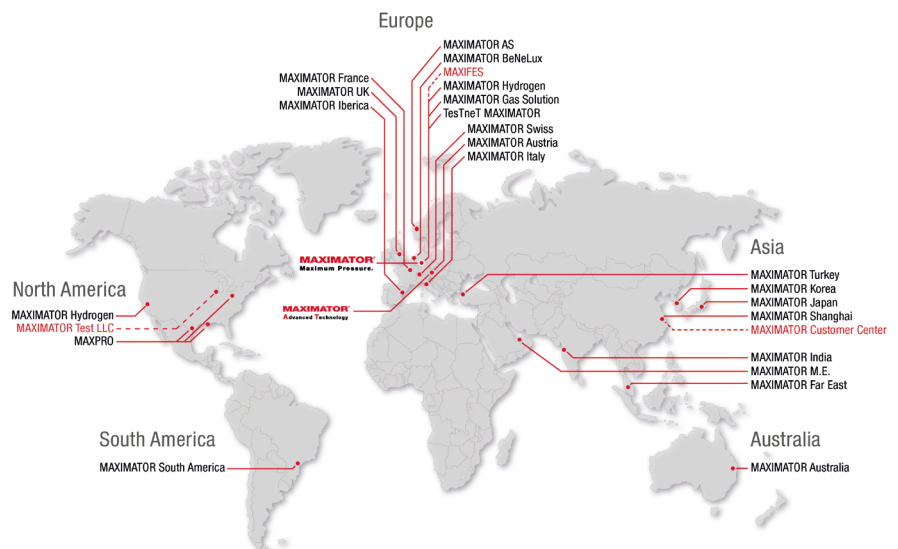 Europe
MAXIMATOR AS
MAXIMATOR BeNeLux
MAXIFES
MAXIMATOR Hydrogen
MAXIMATOR Gas Solution
TesTneT MAXIMATOR
MAXIMATOR Swiss
MAXIMATOR Austria
MAXIMATOR Italy
MAXIMATOR France
MAXIMATOR UK
MAXIMATOR Iberica
MAXIMATOR®
Maximum Pressure.
MAXIMATOR®
Advanced Technology
North America
MAXIMATOR Hydrogen
MAXIMATOR Test LLC
MAXPRO
South America
MAXIMATOR South America
Asia
MAXIMATOR Turkey
MAXIMATOR Korea
MAXIMATOR Japan
MAXIMATOR Shanghai
MAXIMATOR Customer Center
MAXIMATOR India
MAXIMATOR M.E.
MAXIMATOR Far East
Australia
MAXIMATOR Australia